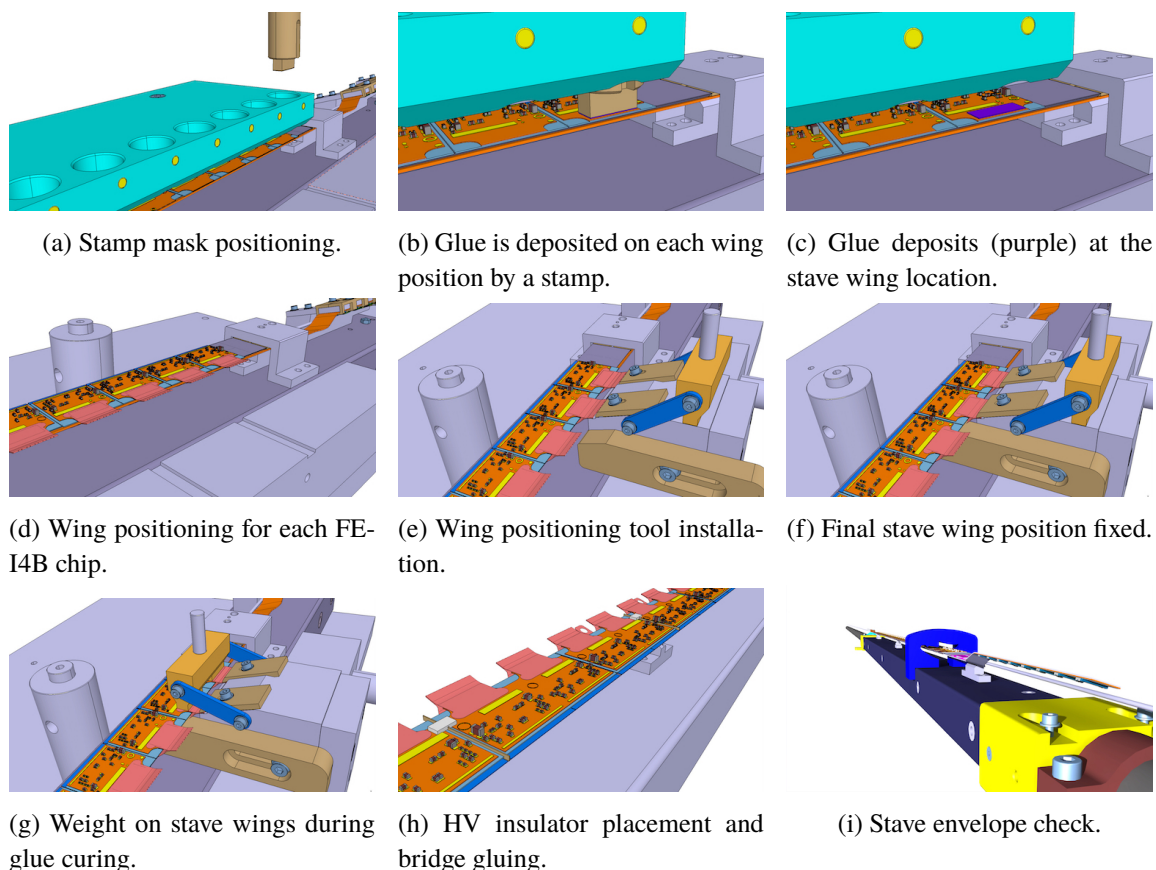 (a) Stamp mask positioning.
(b) Glue is deposited on each wing
position by a stamp.
(c) Glue deposits (purple) at the
stave wing location.
(d) Wing positioning for each FE-
I4B chip.
(e) Wing positioning tool installa-
tion.
(f) Final stave wing position fixed.
(g) Weight on stave wings during
glue curing.
(h) HV insulator placement and
bridge gluing.
(i) Stave envelope check.